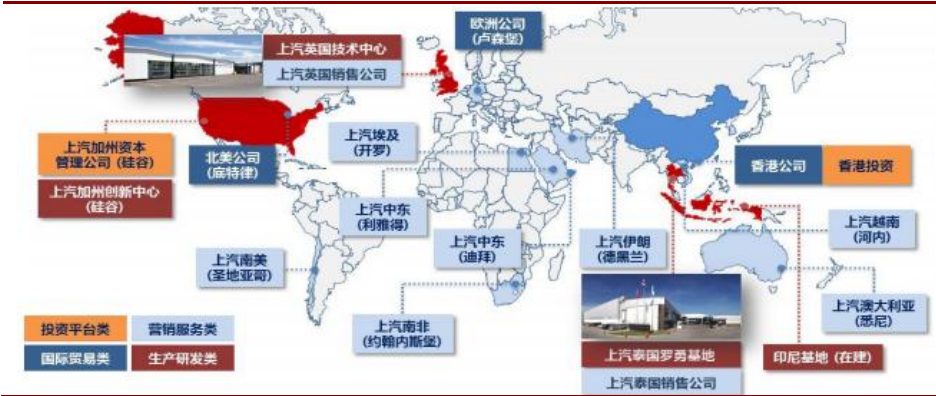 欧洲公司
(卢森堡)
上汽英国技术中心
上汽英国销售公司
上汽加州资本
管理公司(硅谷)
上汽加州创新中心
(硅谷)
北美公司
(底特律)
上汽埃及
(开罗)
香港公司
香港投资
上汽中东
(利雅得)
上汽中东
(迪拜)
上汽伊朗
(德黑兰)
上汽越南
(河内)
上汽南美
(圣地亚哥)
上汽南非
(约翰内斯堡)
上汽澳大利亚
(悉尼)
上汽泰国罗勇基地
上汽泰国销售公司
印尼基地(在建)
投资平台类
营销服务类
国际贸易类
生产研发类